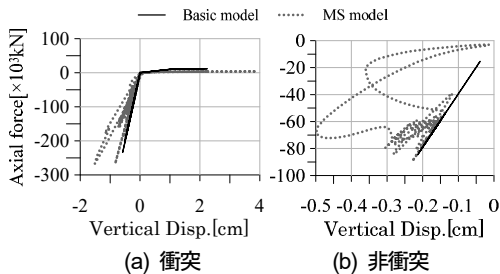 Basic model MS model
Axial force[×10³kN]
100
0
-100
-200
-300
-2 0 2 4
Vertical Disp.[cm]
(a) 衝突
0
-20
-40
-60
-80
-100
-0.5 -0.4 -0.3 -0.2 -0.1 0
Vertical Disp.[cm]
(b) 非衝突